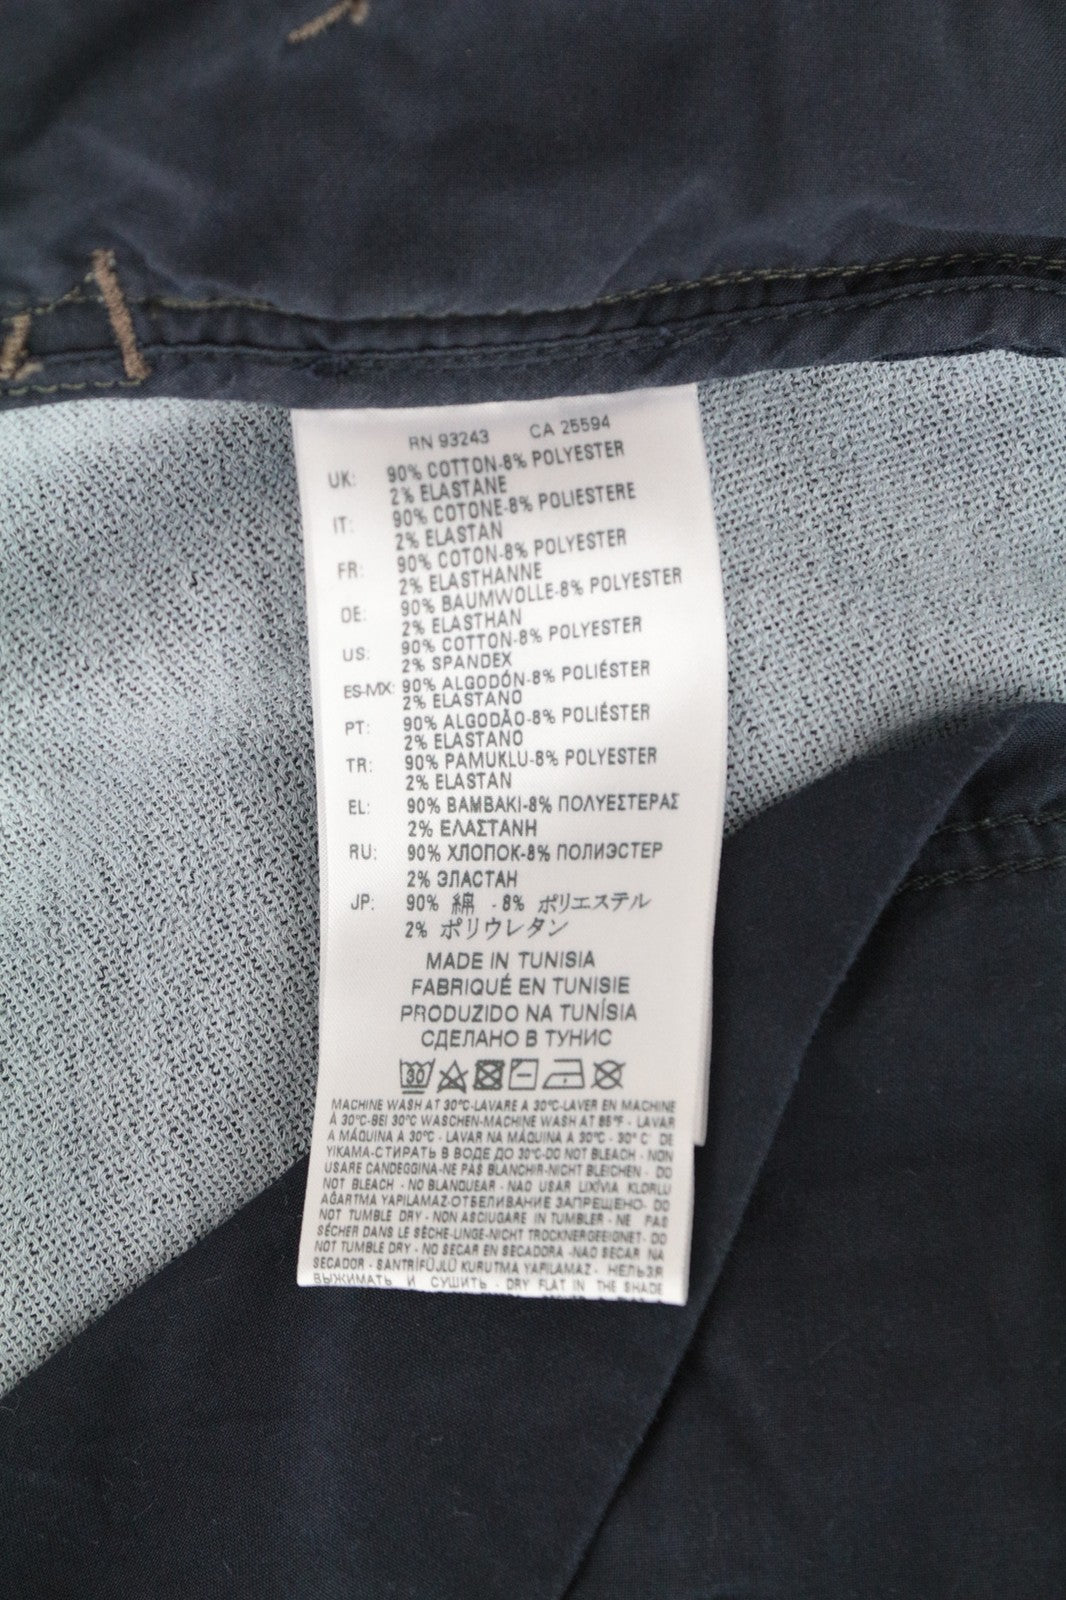 RN 93243 CA 25594
UK: 90% COTTON-8% POLYESTER
2% ELASTANE
IT: 90% COTONE-8% POLIESTERE
2% ELASTAN
FR: 90% COTON-8% POLYESTER
2% ELASTHANNE
DE: 90% BAUMWOLLE-8% POLYESTER
2% ELASTHAN
US: 90% COTTON-8% POLYESTER
2% SPANDEX
ES-MX: 90% ALGODÓN-8% POLIÉSTER
2% ELASTANO
PT: 90% ALGODÃO-8% POLIÉSTER
2% ELASTANO
TR: 90% PAMUKLU-8% POLYESTER
2% ELASTAN
EL: 90% ΒΑΜΒΑΚΙ-8% ΠΟΛΥΕΣΤΕΡΑΣ
2% ΕΛΑΣΤΑΝΗ
RU: 90% ХЛОПОК-8% ПОЛИЭСТЕР
2% ЭЛАСТАН
JP: 90% 綿 - 8% ポリエステル
2% ポリウレタン
MADE IN TUNISIA
FABRIQUÉ EN TUNISIE
PRODUZIDO NA TUNÍSIA
СДЕЛАНО В ТУНИС
30
MACHINE WASH AT 30°C-LAVARE A 30°C-LAVER EN MACHINE
À 30°C-BEI 30°C WASCHEN-MACHINE WASH AT 85°F - LAVAR
A MÁQUINA A 30°C - LAVAR NA MÁQUINA A 30°C - 30° C' DE
YIKAMA-СТИРАТЬ В ВОДЕ ДО 30°C-DO NOT BLEACH - NON
USARE CANDEGGINA-NE PAS BLANCHIR-NICHT BLEICHEN - DO
NOT BLEACH - NO BLANQUEAR - NAO USAR LIXÍVIA KLORLU
AĞARTMA YAPILAMAZ-ОТБЕЛИВАНИЕ ЗАПРЕЩЕНО- DO
NOT TUMBLE DRY - NON ASCIUGARE IN TUMBLER - NE PAS
SÉCHER DANS LE SÈCHE-LINGE-NICHT TROCKNERGEEIGNET- DO
NOT TUMBLE DRY - NO SECAR EN SECADORA -NAO SECAR NA
SECADOR - SANTRİFÜJLÜ KURUTMA YAPILAMAZ - НЕЛЬЗЯ
ВЫЖИМАТЬ И СУШИТЬ - DRY FLAT IN THE SHADE